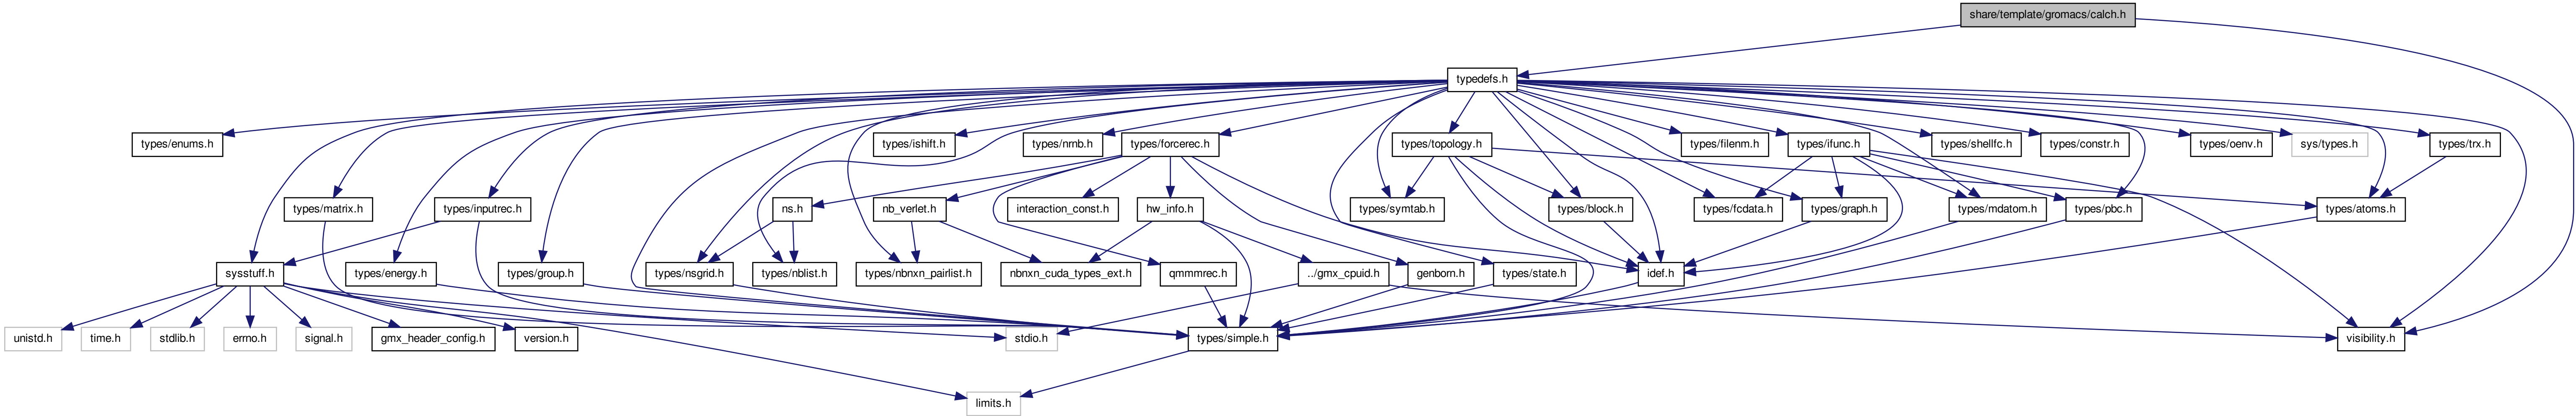 share/template/gromacs/calch.h
typedefs.h
types/enums.h
types/ishift.h
types/nrnb.h
types/forcerec.h
types/topology.h
types/filenm.h
types/ifunc.h
types/shellfc.h
types/constr.h
types/oenv.h
sys/types.h
types/trx.h
types/matrix.h
types/inputrec.h
ns.h
nb_verlet.h
interaction_const.h
hw_info.h
types/symtab.h
types/block.h
types/fcdata.h
types/graph.h
types/mdatom.h
types/pbc.h
types/atoms.h
sysstuff.h
types/energy.h
types/group.h
types/nsgrid.h
types/nblist.h
types/nbnxn_pairlist.h
nbnxn_cuda_types_ext.h
qmmmrec.h
../gmx_cpuid.h
genborn.h
types/state.h
idef.h
unistd.h
time.h
stdlib.h
errno.h
signal.h
gmx_header_config.h
version.h
stdio.h
types/simple.h
visibility.h
limits.h